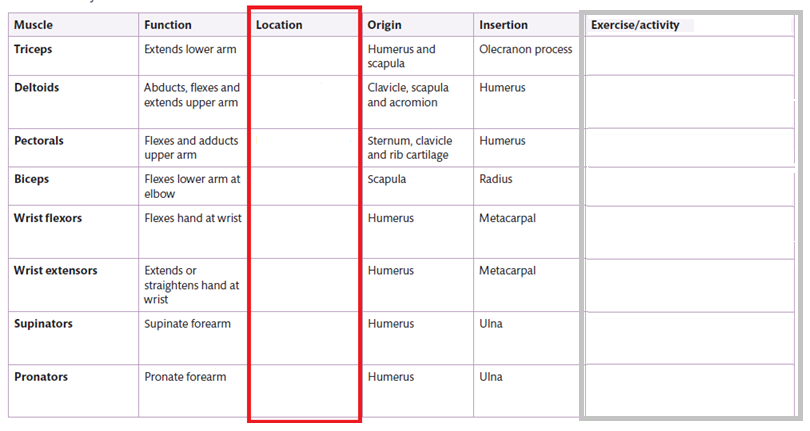 Muscle Function Location Origin Insertion Exercise/activity
Triceps Extends lower arm Humerus and Olecranon process
scapula
Deltoids Abducts, flexes and Clavicle, scapula Humerus
extends upper arm and acromion
Pectorals Flexes and adducts Sternum, clavicle Humerus
upper arm and rib cartilage
Biceps Flexes lower arm at Scapula Radius
elbow
Wrist flexors Flexes hand at wrist Humerus Metacarpal
Wrist extensors Extends or Humerus Metacarpal
straightens hand at
wrist
Supinators Supinate forearm Humerus Ulna
Pronators Pronate forearm Humerus Ulna